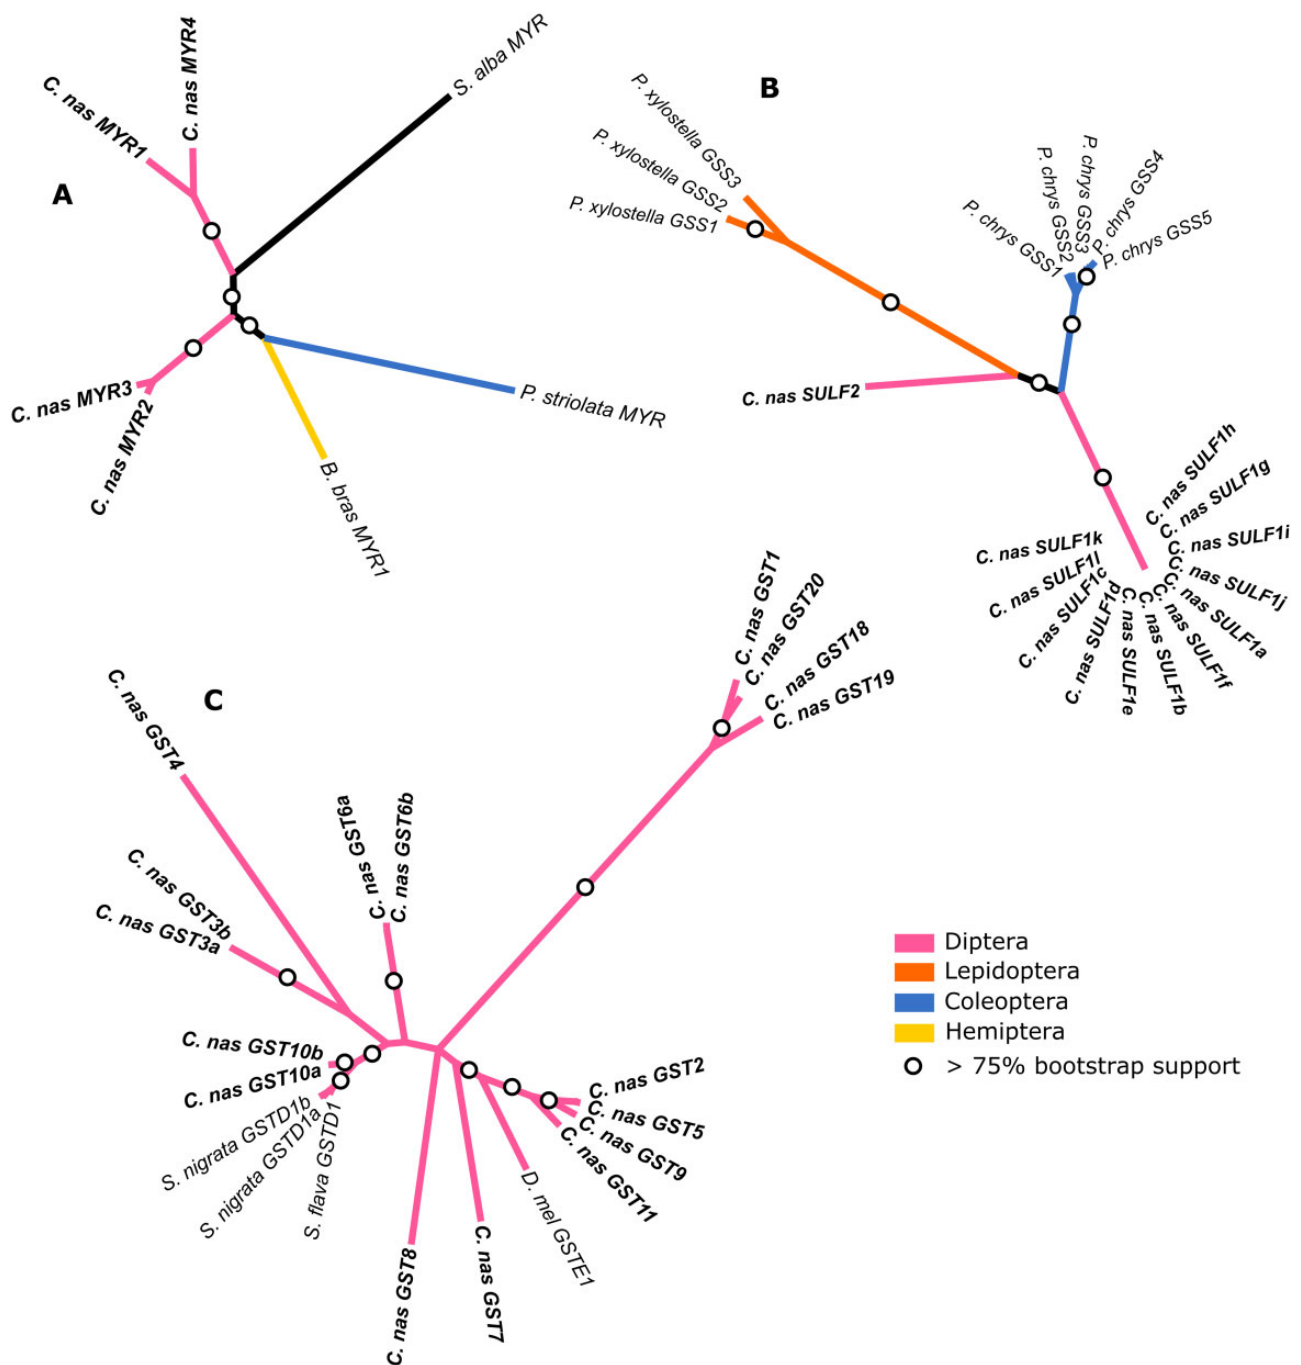 A
C. nas MYR1
C. nas MYR4
S. alba MYR
C. nas MYR3
C. nas MYR2
B. bras MYR1
P. striolata MYR
B
P. xylostella GSS3
P. xylostella GSS2
P. xylostella GSS1
P. chrys GSS1
P. chrys GSS2
P. chrys GSS3
P. chrys GSS4
P. chrys GSS5
C. nas SULF2
C. nas SULF1h
C. nas SULF1g
C. nas SULF1i
C. nas SULF1j
C. nas SULF1a
C. nas SULF1f
C. nas SULF1b
C. nas SULF1e
C. nas SULF1d
C. nas SULF1c
C. nas SULF1l
C. nas SULF1k
C
C. nas GST4
C. nas GST3b
C. nas GST3a
C. nas GST6a
C. nas GST6b
C. nas GST1
C. nas GST20
C. nas GST18
C. nas GST19
C. nas GST10b
C. nas GST10a
S. nigrata GSTD1b
S. nigrata GSTD1a
S. flava GSTD1
C. nas GST8
C. nas GST7
D. mel GSTE1
C. nas GST11
C. nas GST9
C. nas GST5
C. nas GST2
Diptera
Lepidoptera
Coleoptera
Hemiptera
> 75% bootstrap support